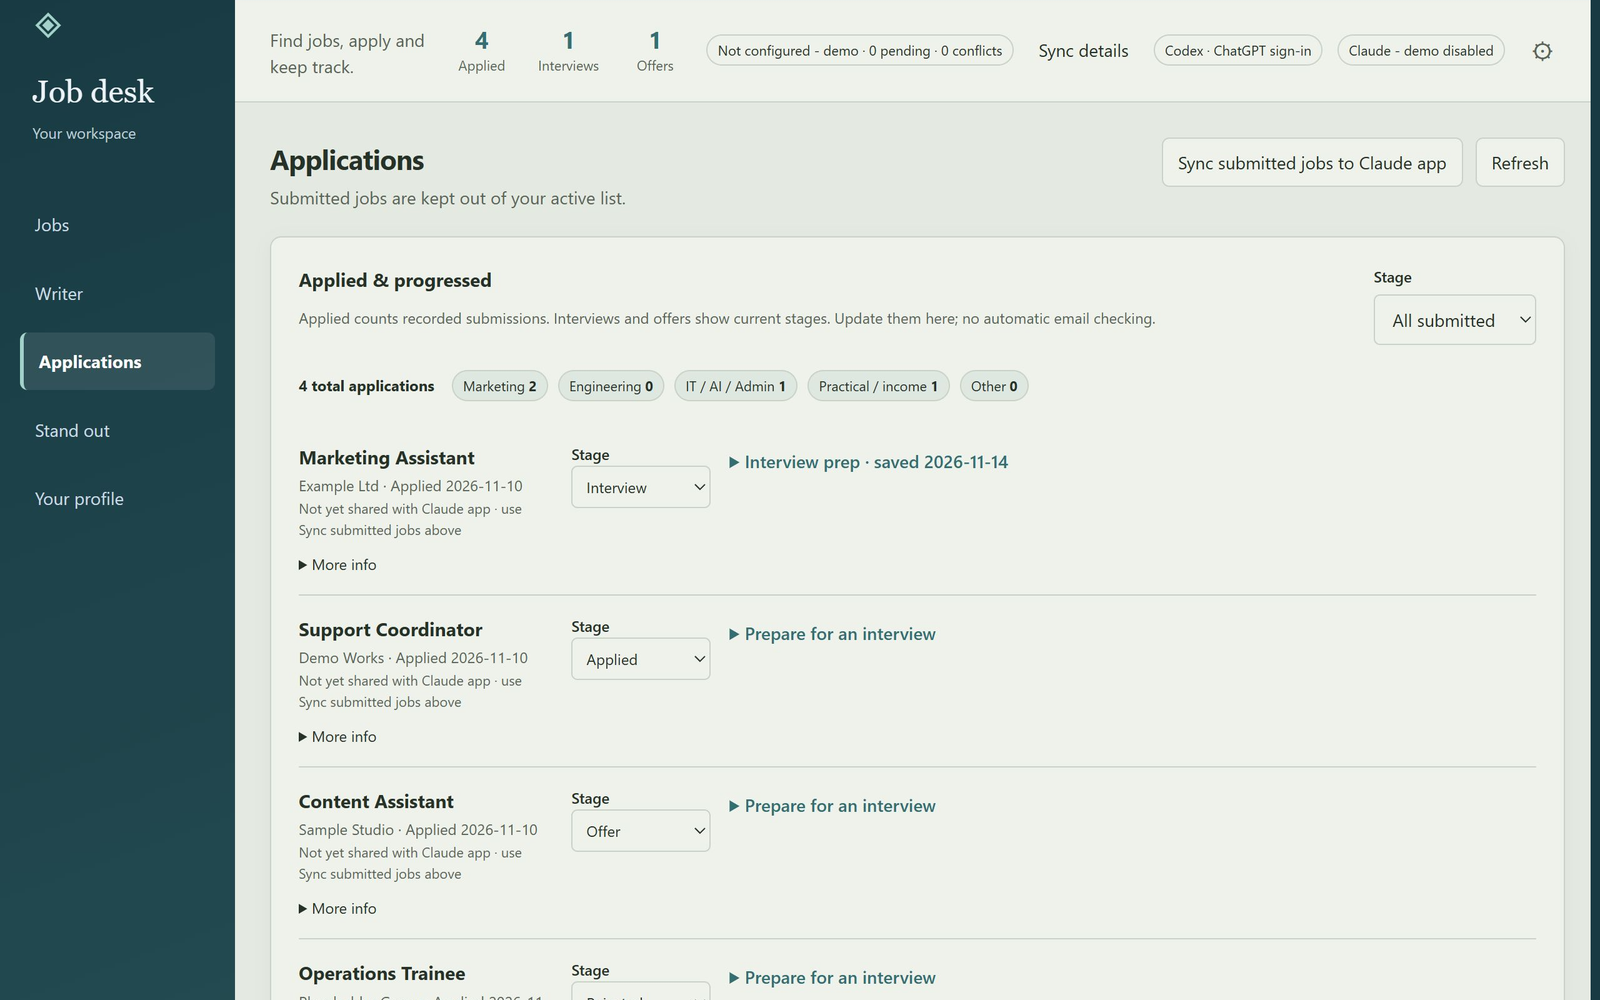 Job desk
Your workspace
Jobs
Writer
Applications
Stand out
Your profile
Find jobs, apply and
keep track.
4
Applied
1
Interviews
1
Offers
Not configured - demo · 0 pending · 0 conflicts
Sync details
Codex · ChatGPT sign-in
Claude - demo disabled
Applications
Submitted jobs are kept out of your active list.
Sync submitted jobs to Claude app
Refresh
Applied & progressed
Applied counts recorded submissions. Interviews and offers show current stages. Update them here; no automatic email checking.
Stage
All submitted
4 total applications
Marketing 2
Engineering 0
IT / AI / Admin 1
Practical / income 1
Other 0
Marketing Assistant
Example Ltd · Applied 2026-11-10
Not yet shared with Claude app · use
Sync submitted jobs above
More info
Stage
Interview
Interview prep · saved 2026-11-14
Support Coordinator
Demo Works · Applied 2026-11-10
Not yet shared with Claude app · use
Sync submitted jobs above
More info
Stage
Applied
Prepare for an interview
Content Assistant
Sample Studio · Applied 2026-11-10
Not yet shared with Claude app · use
Sync submitted jobs above
More info
Stage
Offer
Prepare for an interview
Operations Trainee
Stage
Prepare for an interview